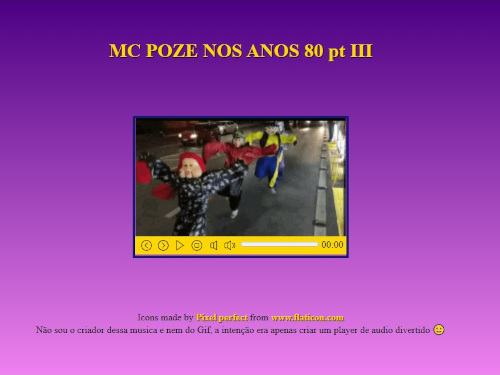 MC POZE NOS ANOS 80 pt III
00:00
Icons made by Pixel perfect from www.flaticon.com
Não sou o criador dessa musica e nem do Gif, a intenção era apenas criar um player de audio divertido